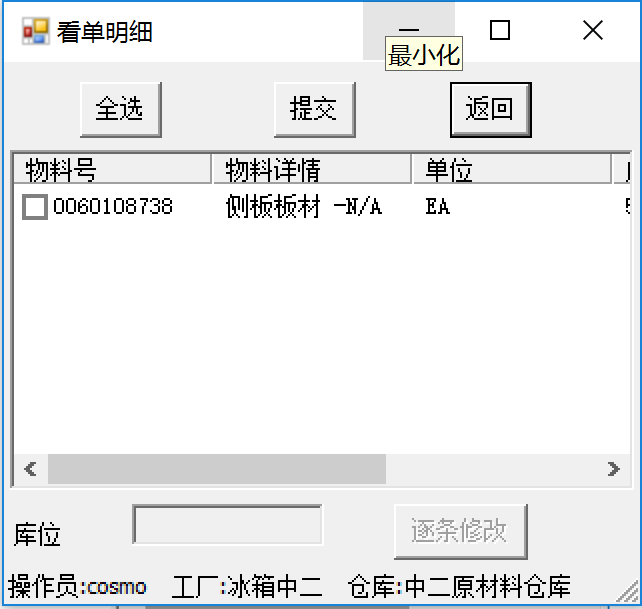 看单明细
最小化
全选 提交 返回
物料号 物料详情 单位
0060108738 侧板板材 -N/A EA
库位 逐条修改
操作员:cosmo 工厂:冰箱中二 仓库:中二原材料仓库